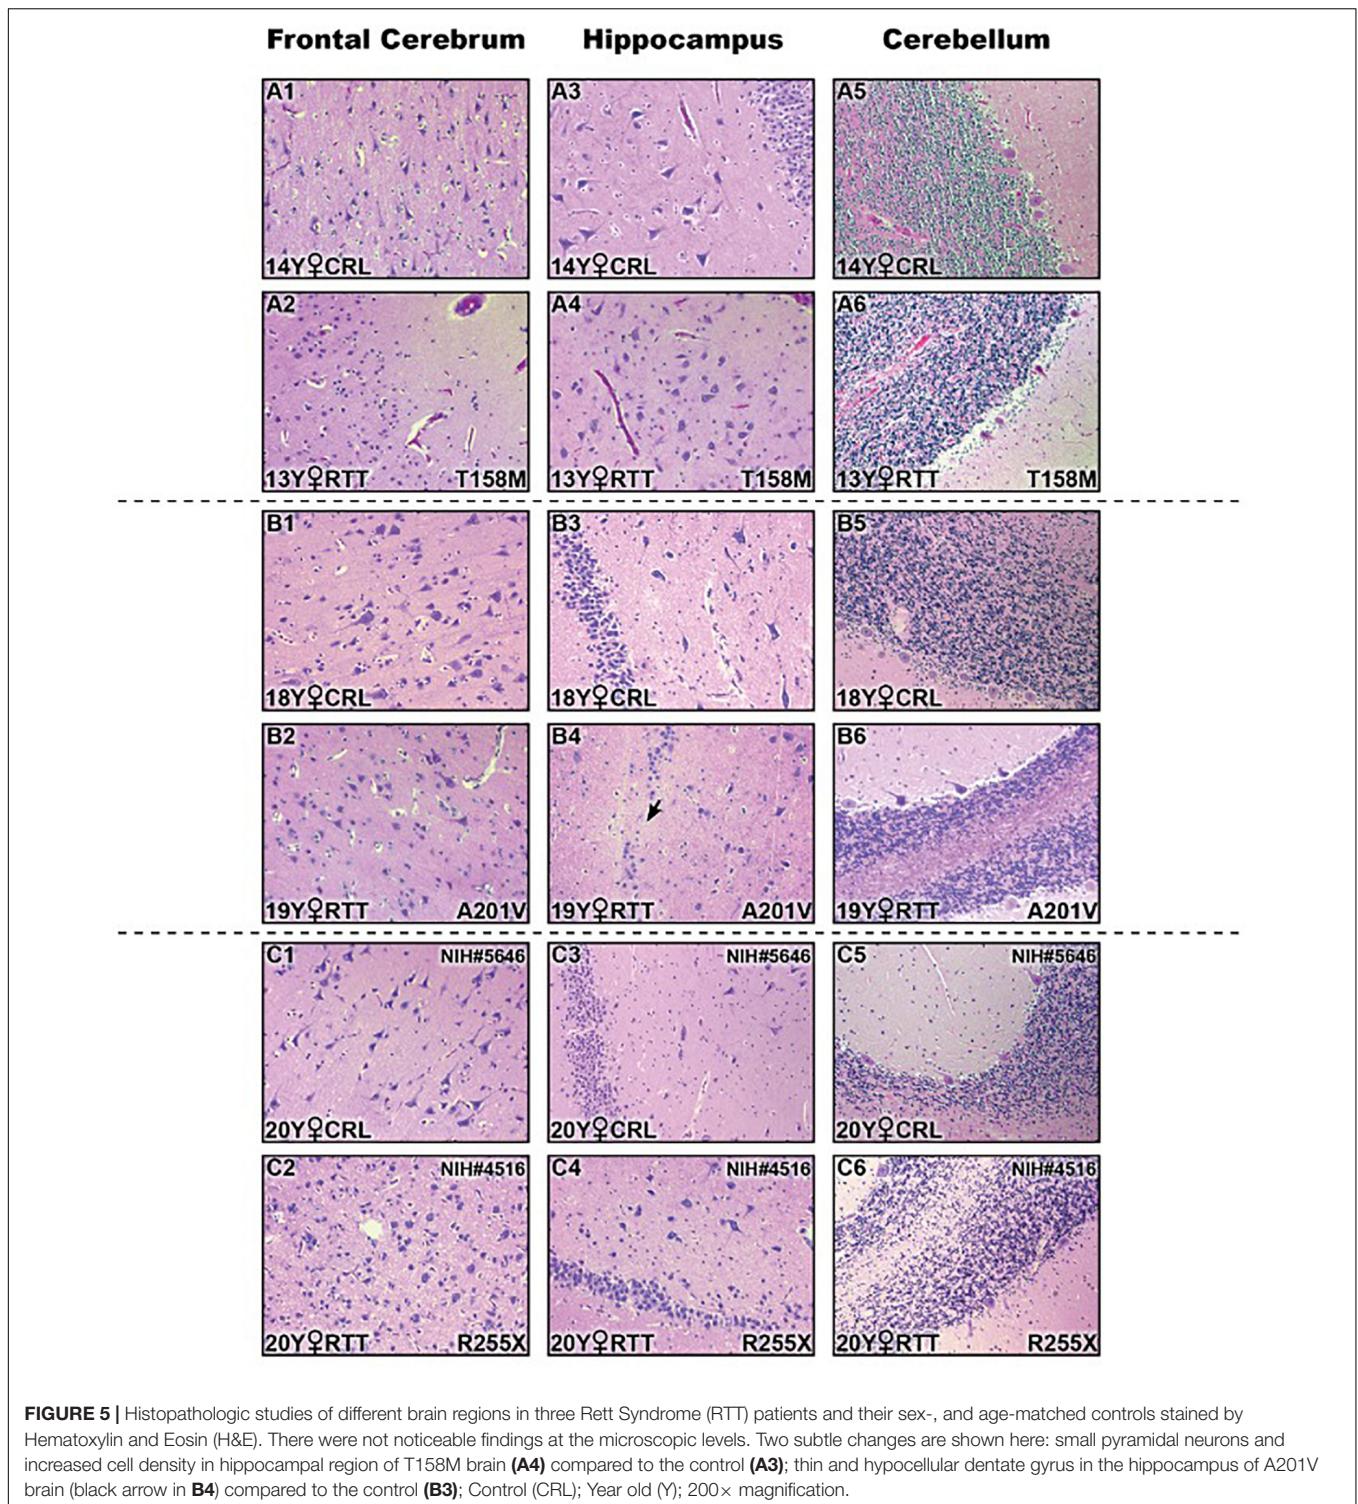 Frontal Cerebrum Hippocampus Cerebellum
A1 A3 A5
14Y♀CRL 14Y♀CRL 14Y♀CRL
A2 A4 A6
13Y♀RTT T158M 13Y♀RTT T158M 13Y♀RTT T158M
B1 B3 B5
18Y♀CRL 18Y♀CRL 18Y♀CRL
B2 B4 B6
19Y♀RTT A201V 19Y♀RTT A201V 19Y♀RTT A201V
C1 NIH#5646 C3 NIH#5646 C5 NIH#5646
20Y♀CRL 20Y♀CRL 20Y♀CRL
C2 NIH#4516 C4 NIH#4516 C6 NIH#4516
20Y♀RTT R255X 20Y♀RTT R255X 20Y♀RTT R255X
FIGURE 5 | Histopathologic studies of different brain regions in three Rett Syndrome (RTT) patients and their sex-, and age-matched controls stained by
Hematoxylin and Eosin (H&E). There were not noticeable findings at the microscopic levels. Two subtle changes are shown here: small pyramidal neurons and
increased cell density in hippocampal region of T158M brain (A4) compared to the control (A3); thin and hypocellular dentate gyrus in the hippocampus of A201V
brain (black arrow in B4) compared to the control (B3); Control (CRL); Year old (Y); 200× magnification.